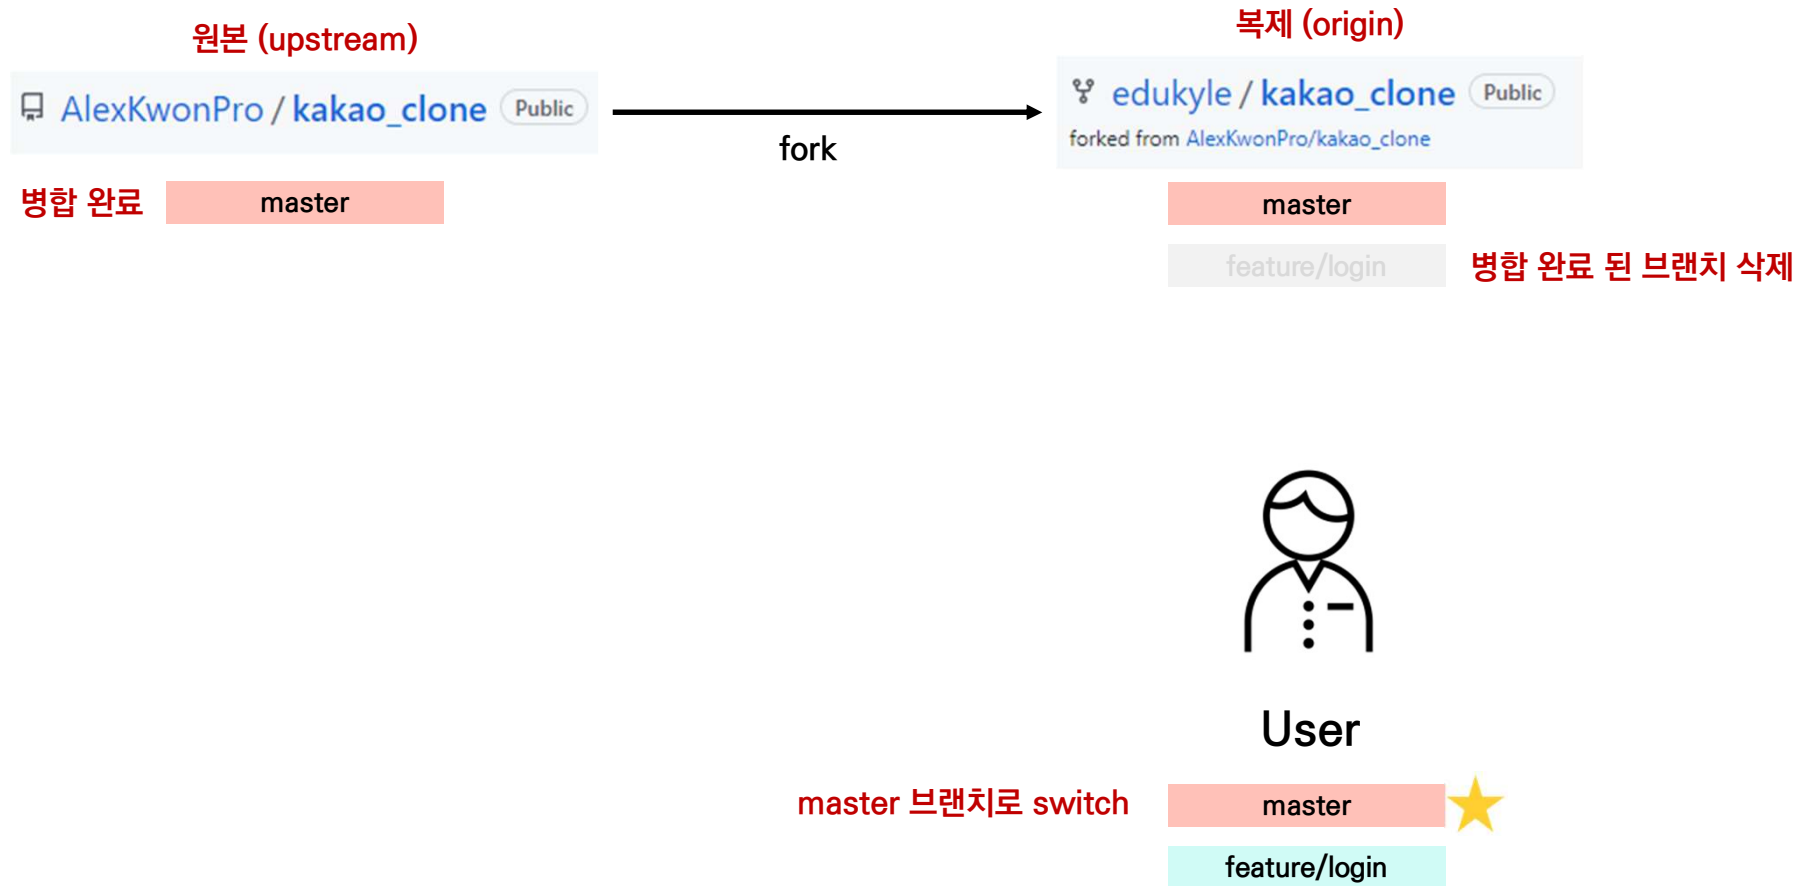 원본 (upstream)
AlexKwonPro / kakao_clone Public
병합 완료 master
fork
복제 (origin)
edukyle / kakao_clone Public
forked from AlexKwonPro/kakao_clone
master
feature/login 병합 완료 된 브랜치 삭제
User
master 브랜치로 switch master
feature/login